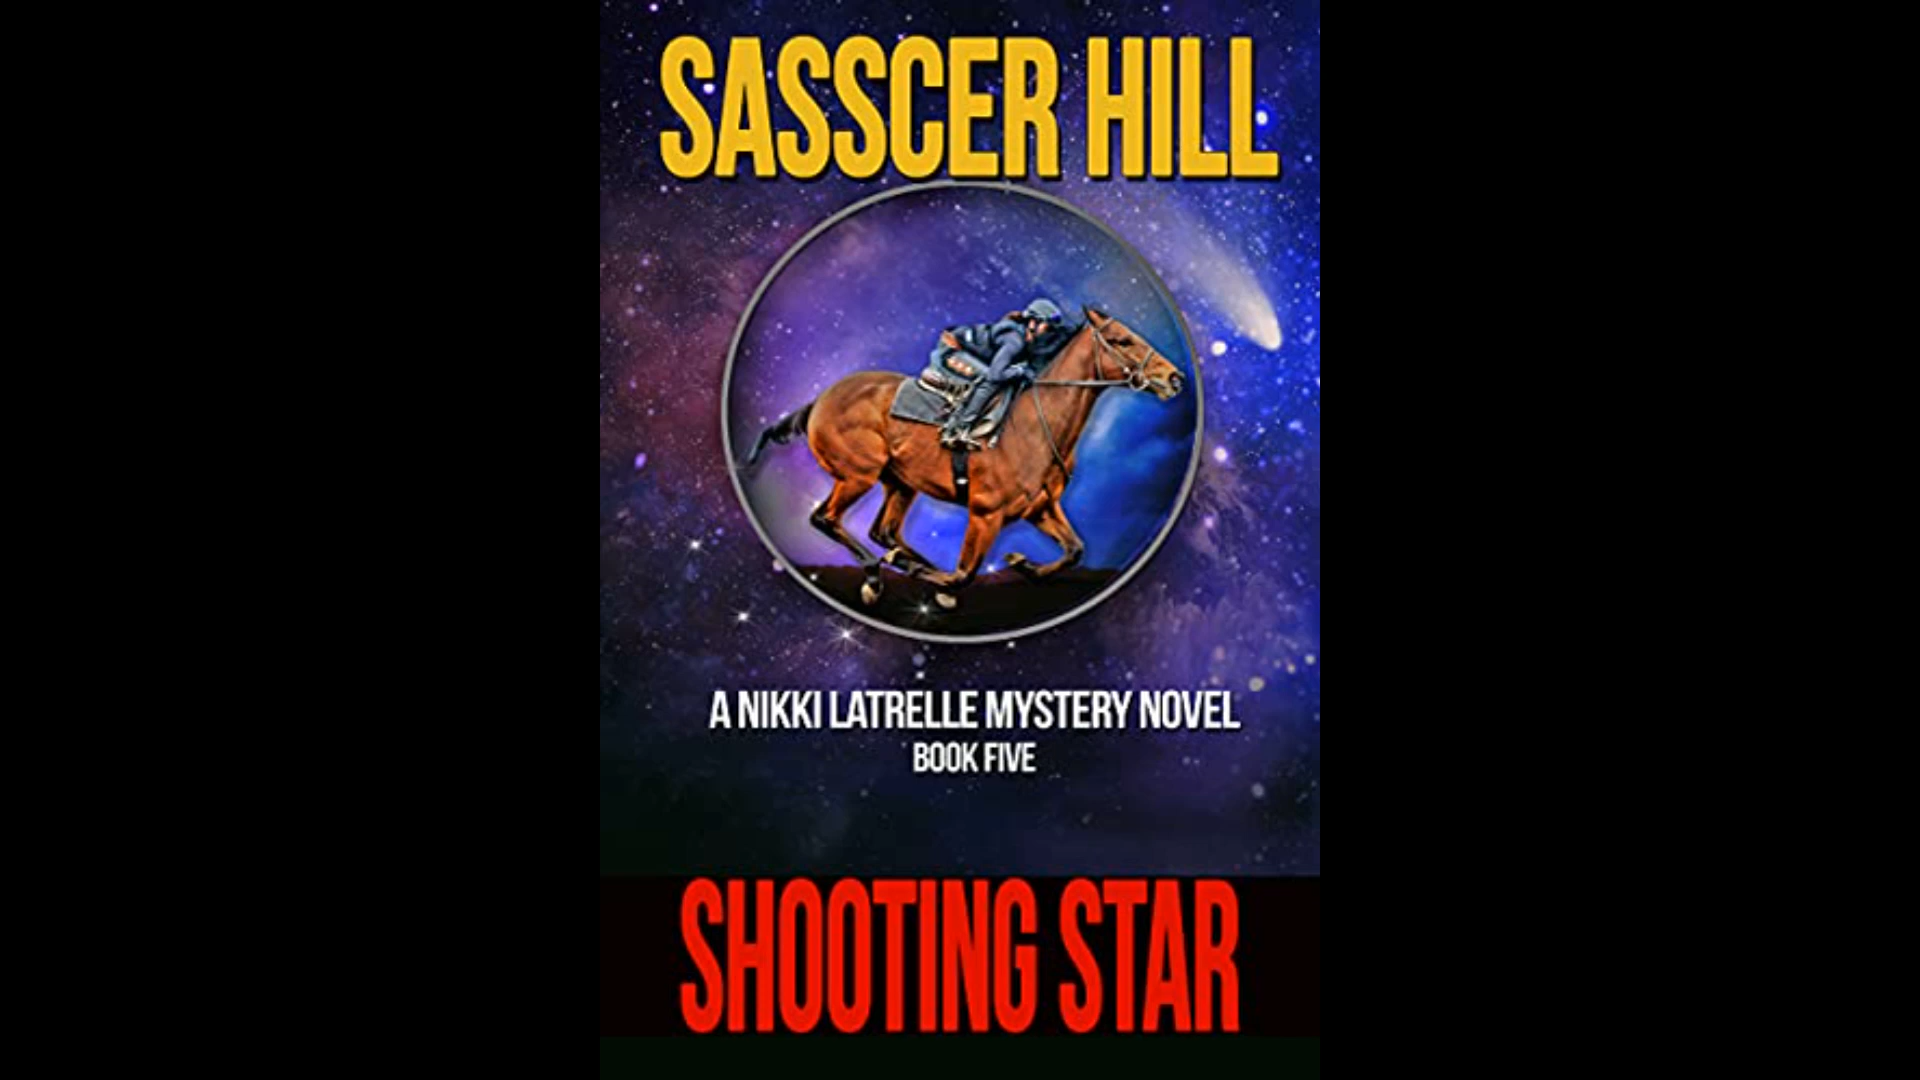 SASSCER HILL
A NIKKI LATRELLE MYSTERY NOVEL
BOOK FIVE
SHOOTING STAR